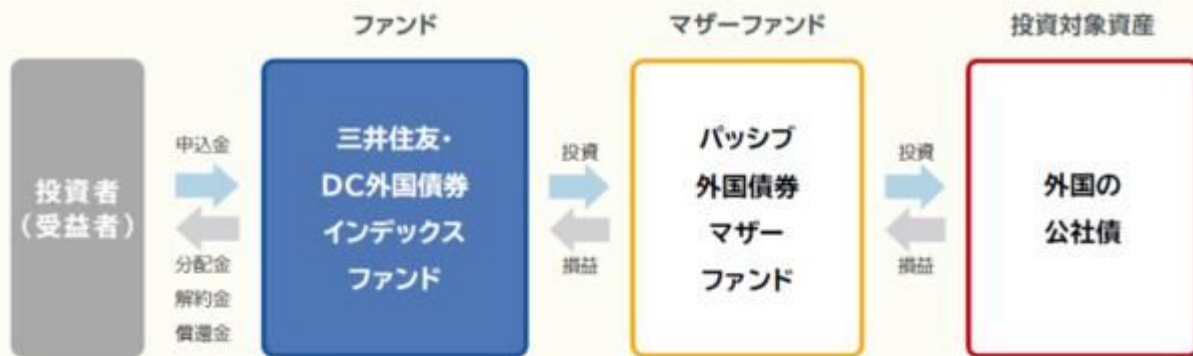 ファンド
マザーファンド
投資対象資産
投資者
(受益者)
申込金
分配金
解約金
償還金
三井住友・
DC外国債券
インデックス
ファンド
投資
損益
パッシブ
外国債券
マザー
ファンド
投資
損益
外国の
公社債